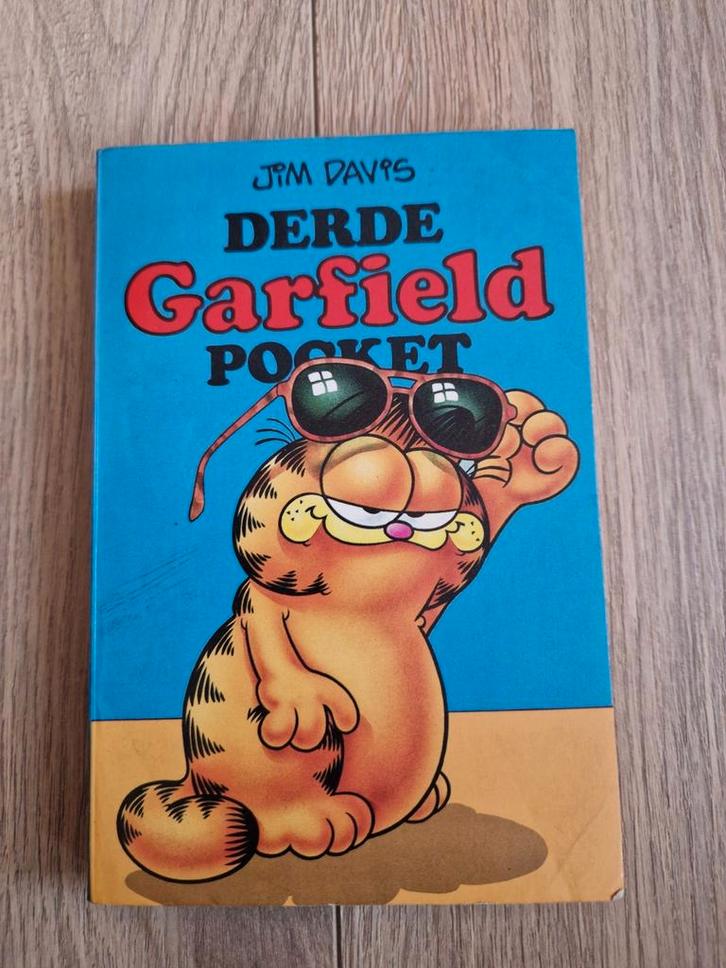 JIM DAVIS
DERDE
Garfield
POCKET